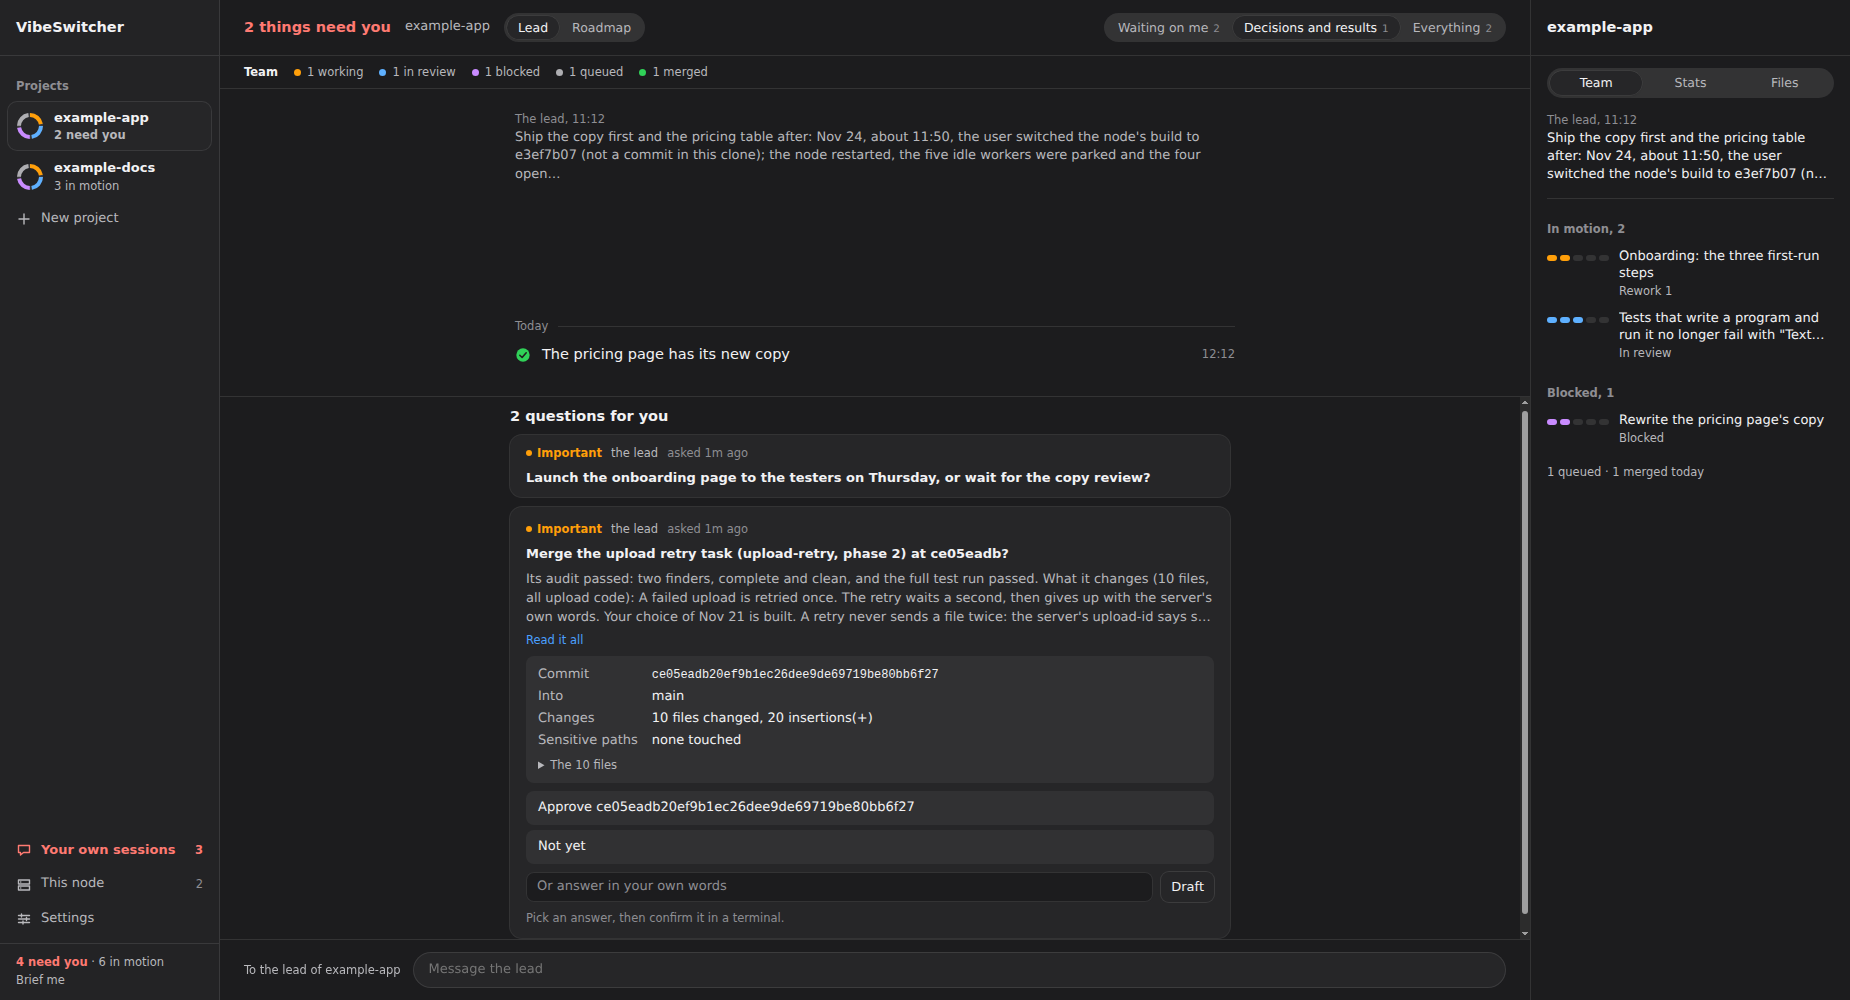 VibeSwitcher
Projects
example-app
2 need you
example-docs
3 in motion
New project
Your own sessions 3
This node 2
Settings
4 need you · 6 in motion
Brief me
2 things need you example-app Lead Roadmap
Waiting on me 2 Decisions and results 1 Everything 2
Team 1 working 1 in review 1 blocked 1 queued 1 merged
The lead, 11:12
Ship the copy first and the pricing table after: Nov 24, about 11:50, the user switched the node's build to
e3ef7b07 (not a commit in this clone); the node restarted, the five idle workers were parked and the four
open…
Today
The pricing page has its new copy 12:12
2 questions for you
Important the lead asked 1m ago
Launch the onboarding page to the testers on Thursday, or wait for the copy review?
Important the lead asked 1m ago
Merge the upload retry task (upload-retry, phase 2) at ce05eadb?
Its audit passed: two finders, complete and clean, and the full test run passed. What it changes (10 files,
all upload code): A failed upload is retried once. The retry waits a second, then gives up with the server's
own words. Your choice of Nov 21 is built. A retry never sends a file twice: the server's upload-id says s…
Read it all
Commit ce05eadb20ef9b1ec26dee9de69719be80bb6f27
Into main
Changes 10 files changed, 20 insertions(+)
Sensitive paths none touched
The 10 files
Approve ce05eadb20ef9b1ec26dee9de69719be80bb6f27
Not yet
Or answer in your own words Draft
Pick an answer, then confirm it in a terminal.
To the lead of example-app Message the lead
example-app
Team Stats Files
The lead, 11:12
Ship the copy first and the pricing table
after: Nov 24, about 11:50, the user
switched the node's build to e3ef7b07 (n…
In motion, 2
Onboarding: the three first-run
steps
Rework 1
Tests that write a program and
run it no longer fail with "Text…
In review
Blocked, 1
Rewrite the pricing page's copy
Blocked
1 queued · 1 merged today